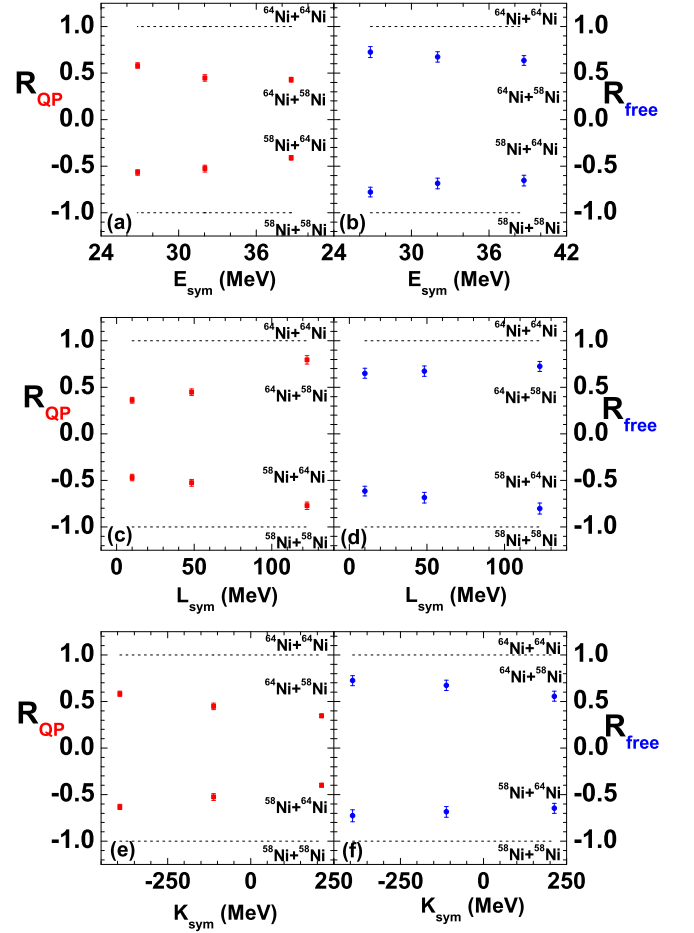 ⁶⁴Ni+⁶⁴Ni ⁶⁴Ni+⁶⁴Ni
1.0 1.0
R_QP 0.5 0.5 R_free
⁶⁴Ni+⁵⁸Ni ⁶⁴Ni+⁵⁸Ni
0.0 0.0
⁵⁸Ni+⁶⁴Ni ⁵⁸Ni+⁶⁴Ni
-0.5 -0.5
-1.0 -1.0
(a) ⁵⁸Ni+⁵⁸Ni (b) ⁵⁸Ni+⁵⁸Ni
24 30 36 24 30 36 42
E_sym (MeV) E_sym (MeV)
⁶⁴Ni+⁶⁴Ni ⁶⁴Ni+⁶⁴Ni
1.0 1.0
R_QP 0.5 ⁶⁴Ni+⁵⁸Ni ⁶⁴Ni+⁵⁸Ni 0.5 R_free
0.0 0.0
⁵⁸Ni+⁶⁴Ni ⁵⁸Ni+⁶⁴Ni
-0.5 -0.5
-1.0 -1.0
(c) ⁵⁸Ni+⁵⁸Ni (d) ⁵⁸Ni+⁵⁸Ni
0 50 100 0 50 100
L_sym (MeV) L_sym (MeV)
⁶⁴Ni+⁶⁴Ni ⁶⁴Ni+⁶⁴Ni
1.0 1.0
⁶⁴Ni+⁵⁸Ni ⁶⁴Ni+⁵⁸Ni
R_QP 0.5 0.5 R_free
0.0 0.0
-0.5 ⁵⁸Ni+⁶⁴Ni ⁵⁸Ni+⁶⁴Ni -0.5
-1.0 -1.0
(e) ⁵⁸Ni+⁵⁸Ni (f) ⁵⁸Ni+⁵⁸Ni
-250 0 250 -250 0 250
K_sym (MeV) K_sym (MeV)